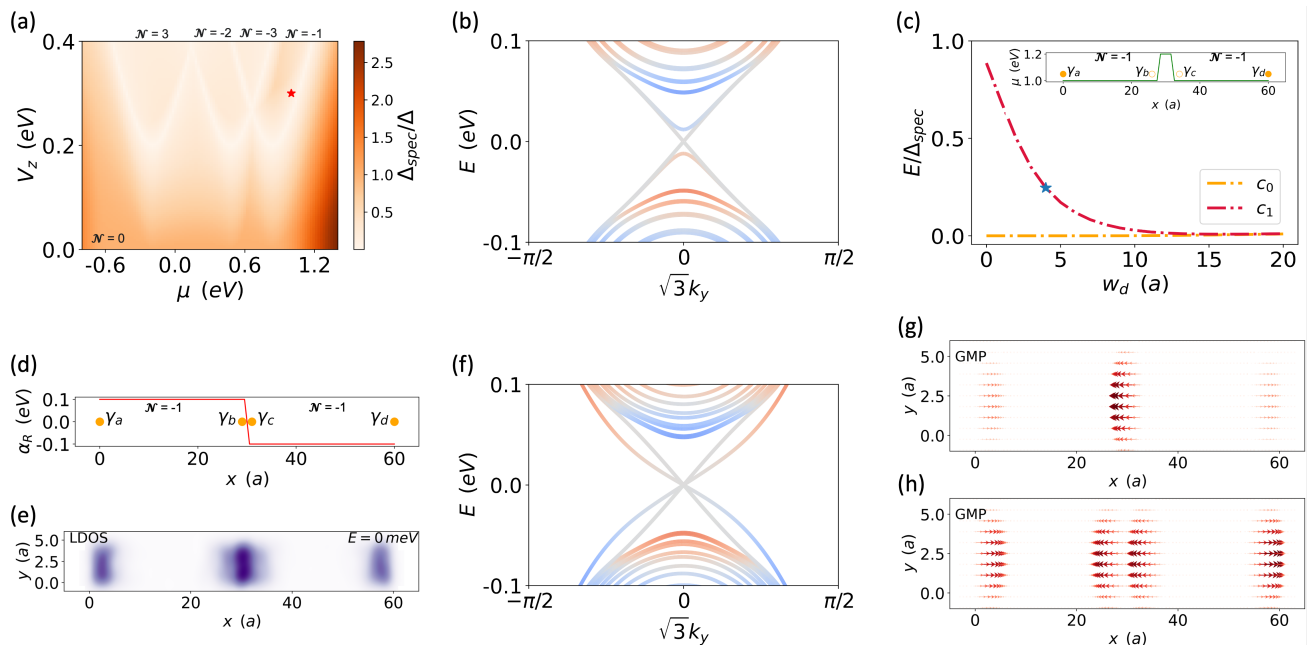 (a)
𝒩 = 3 𝒩 = -2 𝒩 = -3 𝒩 = -1
0.4
0.2
0.0
V_z (eV)
𝒩 = 0
-0.6 0.0 0.6 1.2
μ (eV)
2.5
2.0
1.5
1.0
0.5
Δ_spec/Δ
(b)
0.1
0.0
-0.1
E (eV)
−π/2 0 π/2
√3k_y
(c)
1.0
0.5
0.0
E/Δ_spec
1.2
1.0
μ (eV)
𝒩 = -1 𝒩 = -1
γ_a γ_b γ_c γ_d
0 20 40 60
x (a)
c_0
c_1
0 5 10 15 20
w_d (a)
(d)
0.1
0.0
-0.1
α_R (eV)
𝒩 = -1 𝒩 = -1
γ_a γ_b γ_c γ_d
0 20 40 60
x (a)
(e)
LDOS E = 0 meV
5.0
2.5
0.0
y (a)
0 20 40 60
x (a)
(f)
0.1
0.0
-0.1
E (eV)
−π/2 0 π/2
√3k_y
(g)
GMP
5.0
2.5
0.0
y (a)
0 20 40 60
x (a)
(h)
GMP
5.0
2.5
0.0
y (a)
0 20 40 60
x (a)